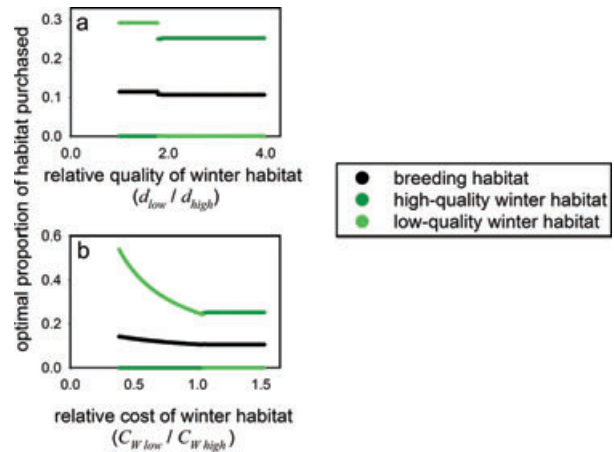 optimal proportion of habitat purchased
a
0.3
0.2
0.1
0.0
0.0 2.0 4.0
relative quality of winter habitat
(d_low / d_high)
b
0.6
0.4
0.2
0.0
0.0 0.5 1.0 1.5
relative cost of winter habitat
(C_W low / C_W high)
breeding habitat
high-quality winter habitat
low-quality winter habitat